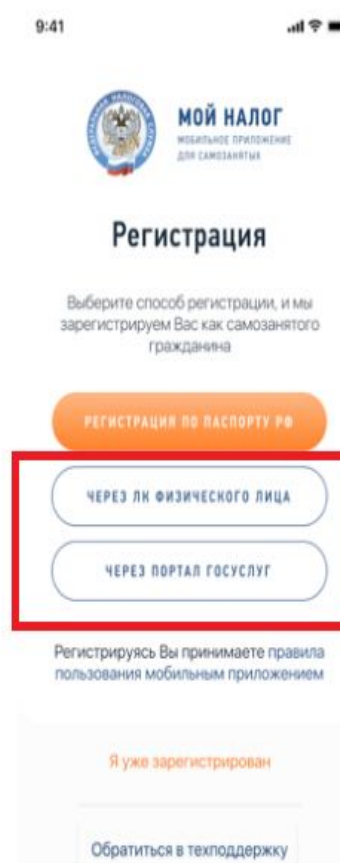 9:41
МОЙ НАЛОГ
МОБИЛЬНОЕ ПРИЛОЖЕНИЕ
ДЛЯ САМОЗАНЯТЫХ
Регистрация
Выберите способ регистрации, и мы
зарегистрируем Вас как самозанятого
гражданина
РЕГИСТРАЦИЯ ПО ПАСПОРТУ РФ
ЧЕРЕЗ ЛК ФИЗИЧЕСКОГО ЛИЦА
ЧЕРЕЗ ПОРТАЛ ГОСУСЛУГ
Регистрируясь Вы принимаете правила
пользования мобильным приложением
Я уже зарегистрирован
Обратиться в техподдержку